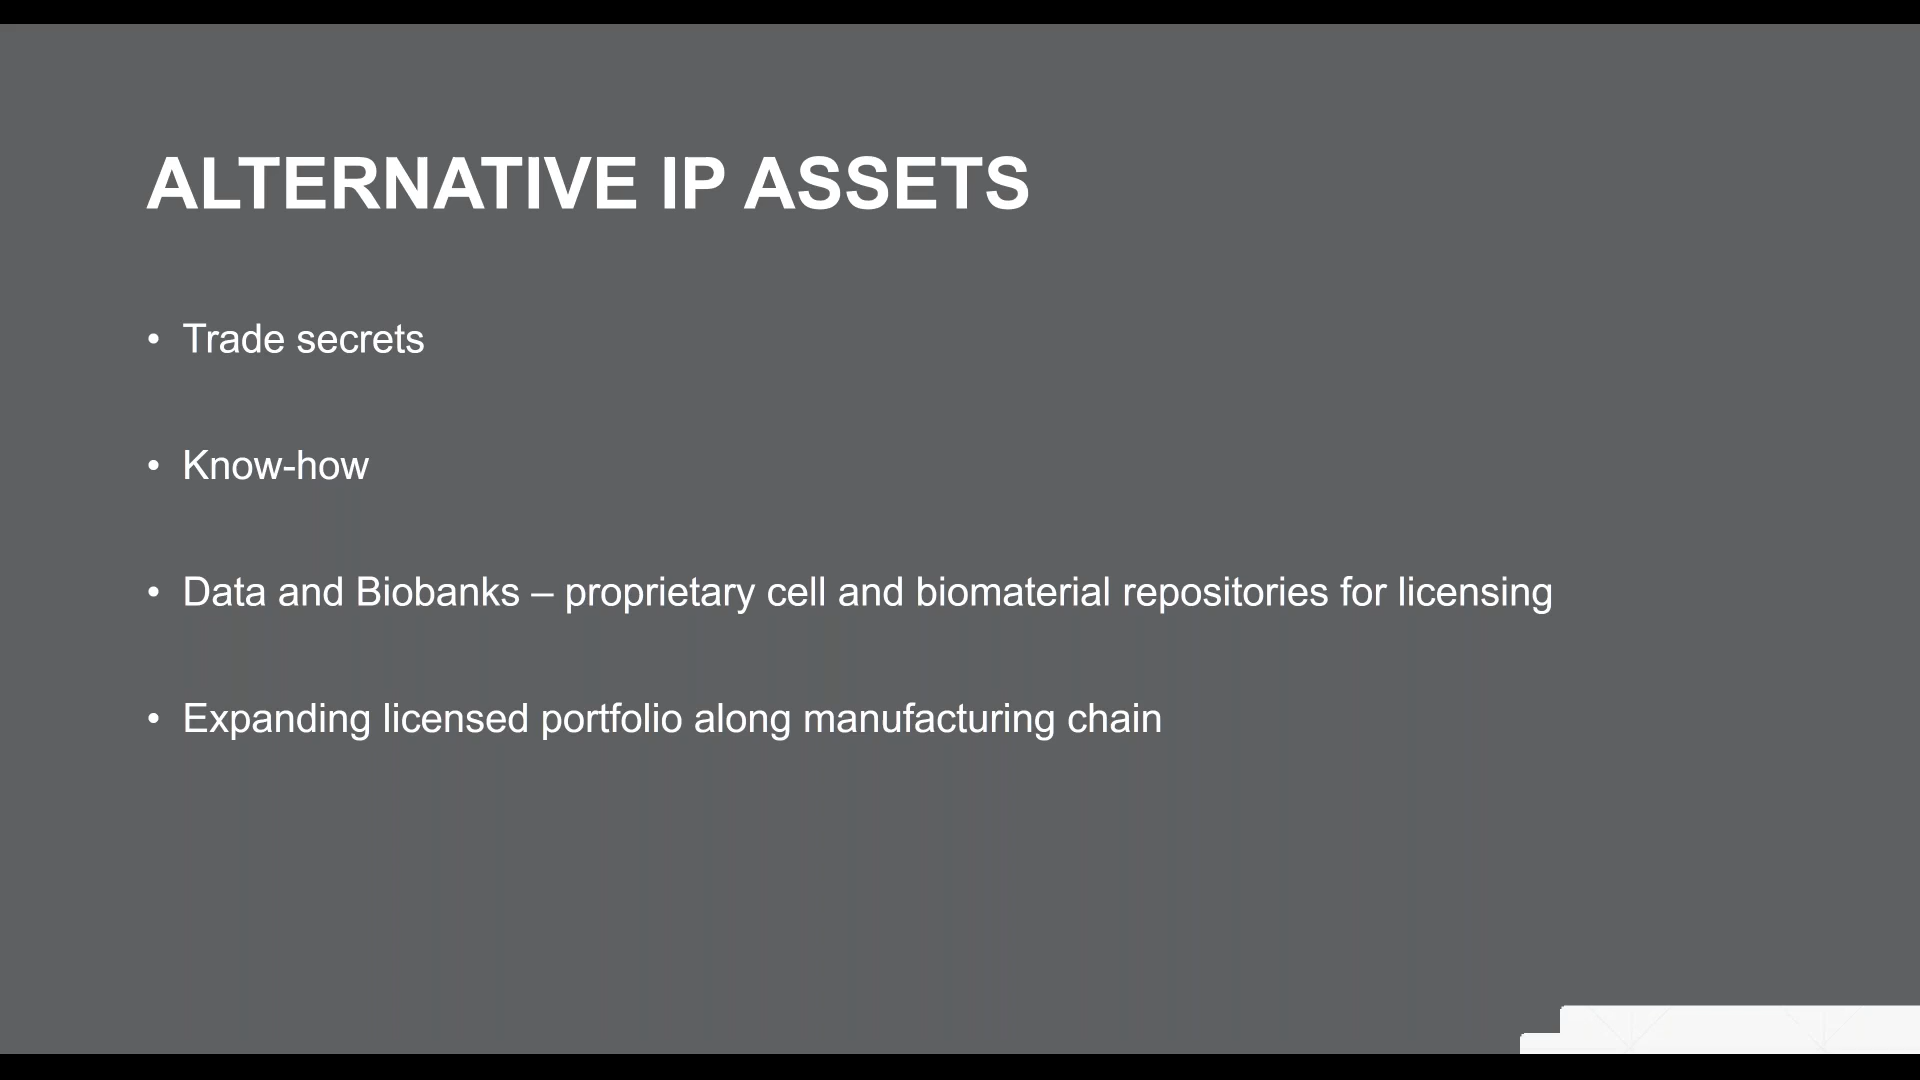 ALTERNATIVE IP ASSETS
• Trade secrets
• Know-how
• Data and Biobanks – proprietary cell and biomaterial repositories for licensing
• Expanding licensed portfolio along manufacturing chain